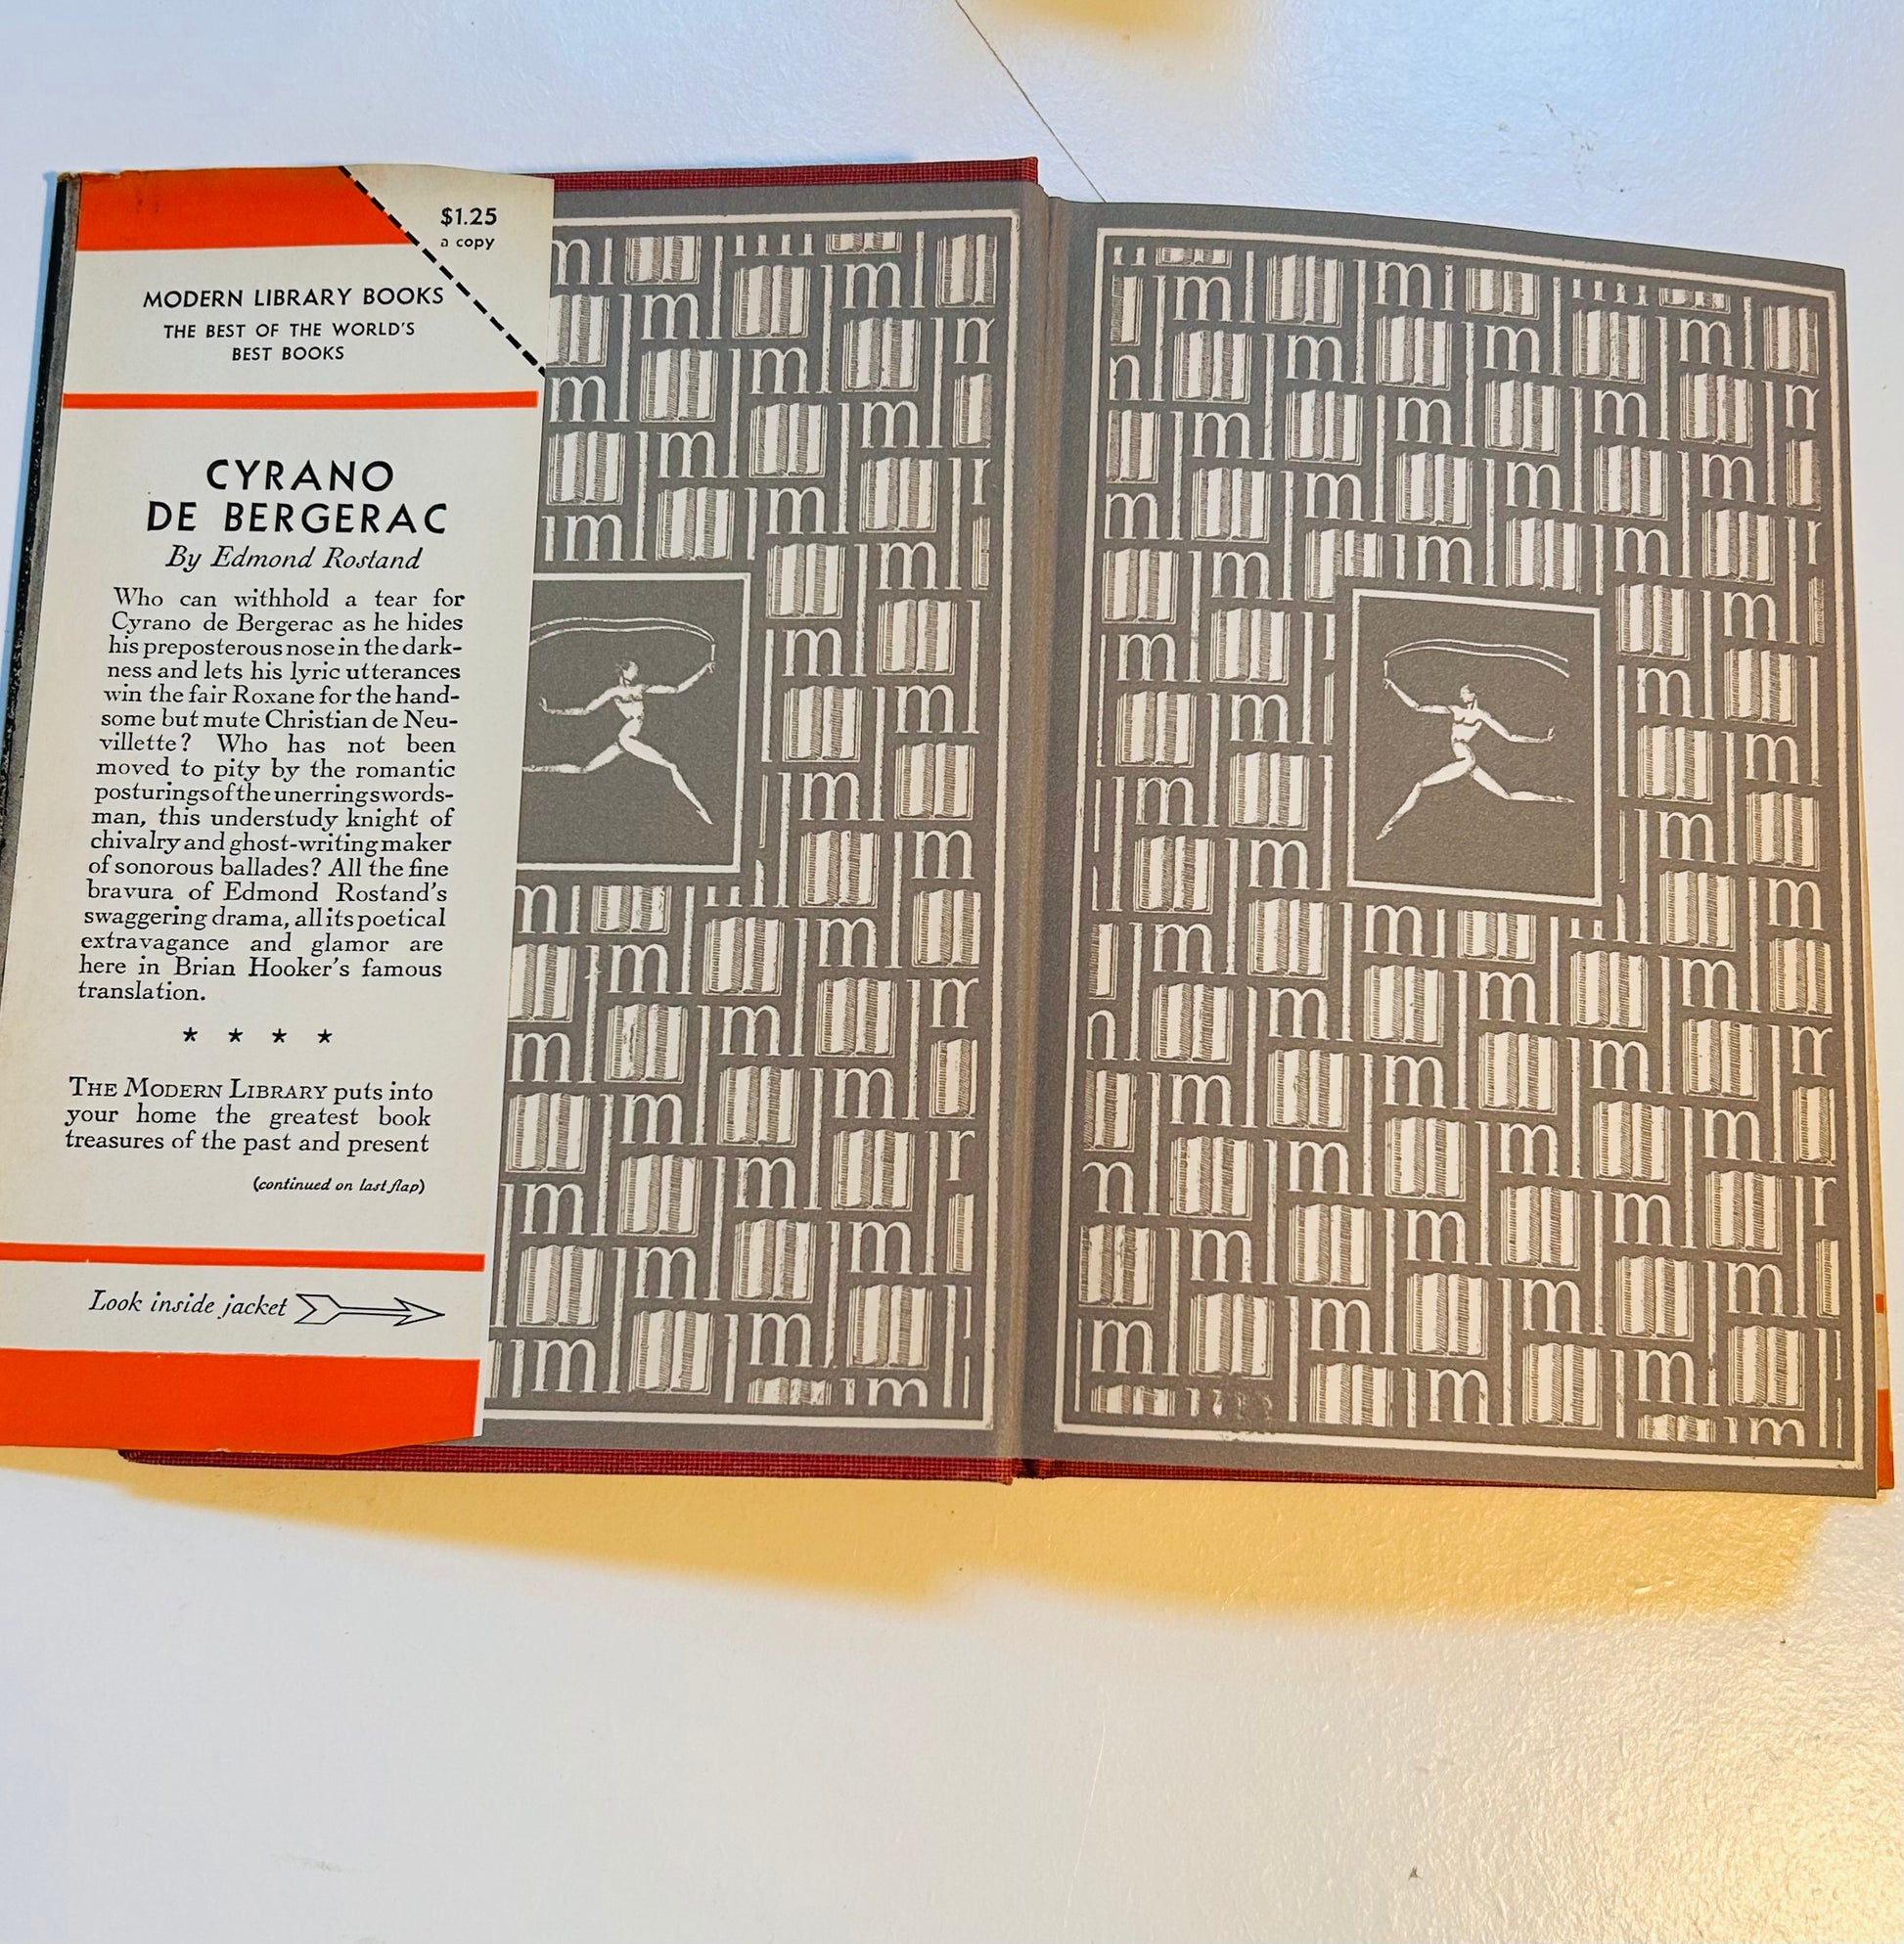 $1.25
a copy
MODERN LIBRARY BOOKS
THE BEST OF THE WORLD'S
BEST BOOKS
CYRANO
DE BERGERAC
By Edmond Rostand
Who can withhold a tear for
Cyrano de Bergerac as he hides
his preposterous nose in the dark-
ness and lets his lyric utterances
win the fair Roxane for the hand-
some but mute Christian de Neu-
villette? Who has not been
moved to pity by the romantic
posturings of the unerring swords-
man, this understudy knight of
chivalry and ghost-writing maker
of sonorous ballades? All the fine
bravura of Edmond Rostand's
swaggering drama, all its poetical
extravagance and glamor are
here in Brian Hooker's famous
translation.
* * * *
THE MODERN LIBRARY puts into
your home the greatest book
treasures of the past and present
(continued on last flap)
Look inside jacket